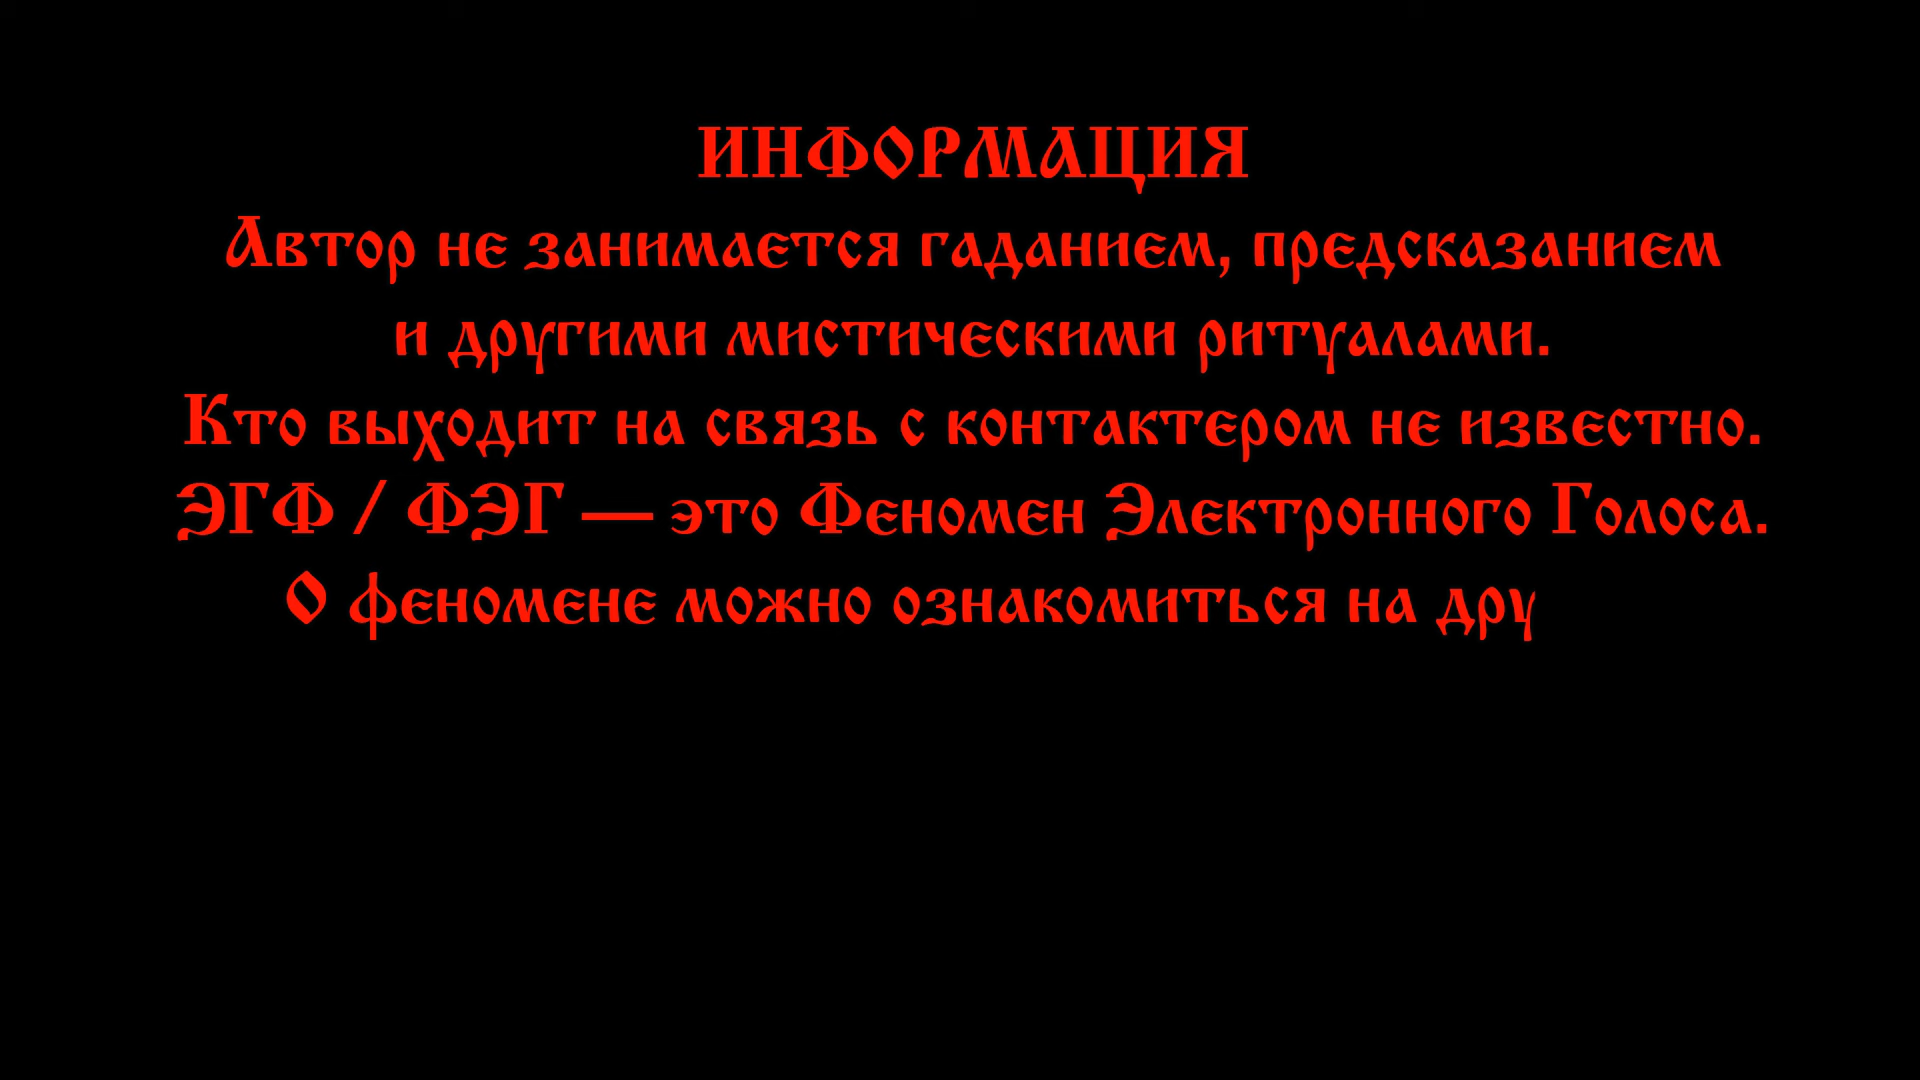 ИНФОРМАЦИЯ
Автор не занимается гаданием, предсказанием
и другими мистическими ритуалами.
Кто выходит на связь с контактером не известно.
ЭГФ / ФЭГ — это Феномен Электронного Голоса.
О феномене можно ознакомиться на дру